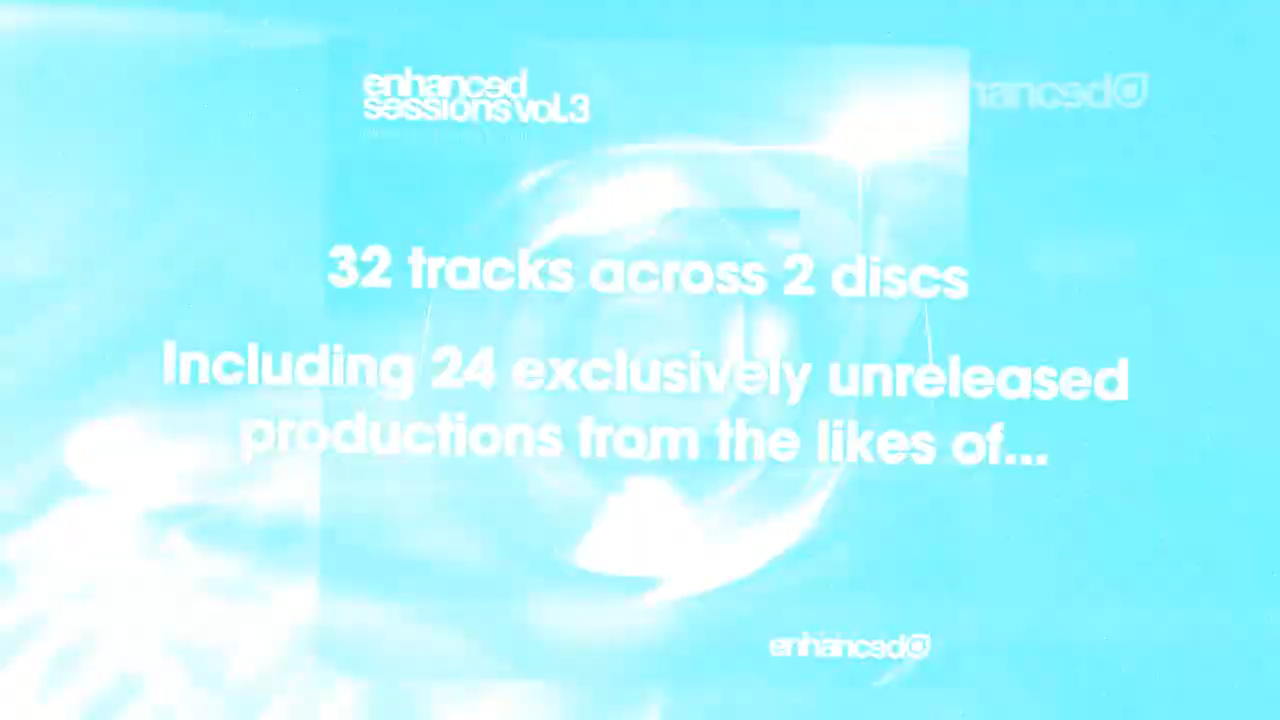 enhanced
sessions vol.3
hanced
32 tracks across 2 discs
Including 24 exclusively unreleased
productions from the likes of...
enhanced